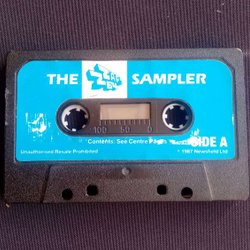 THE SAMPLER
100 50 0
Contents: See Centre
SIDE A
Unauthorised Resale Prohibited
© 1987 Newsfield Ltd